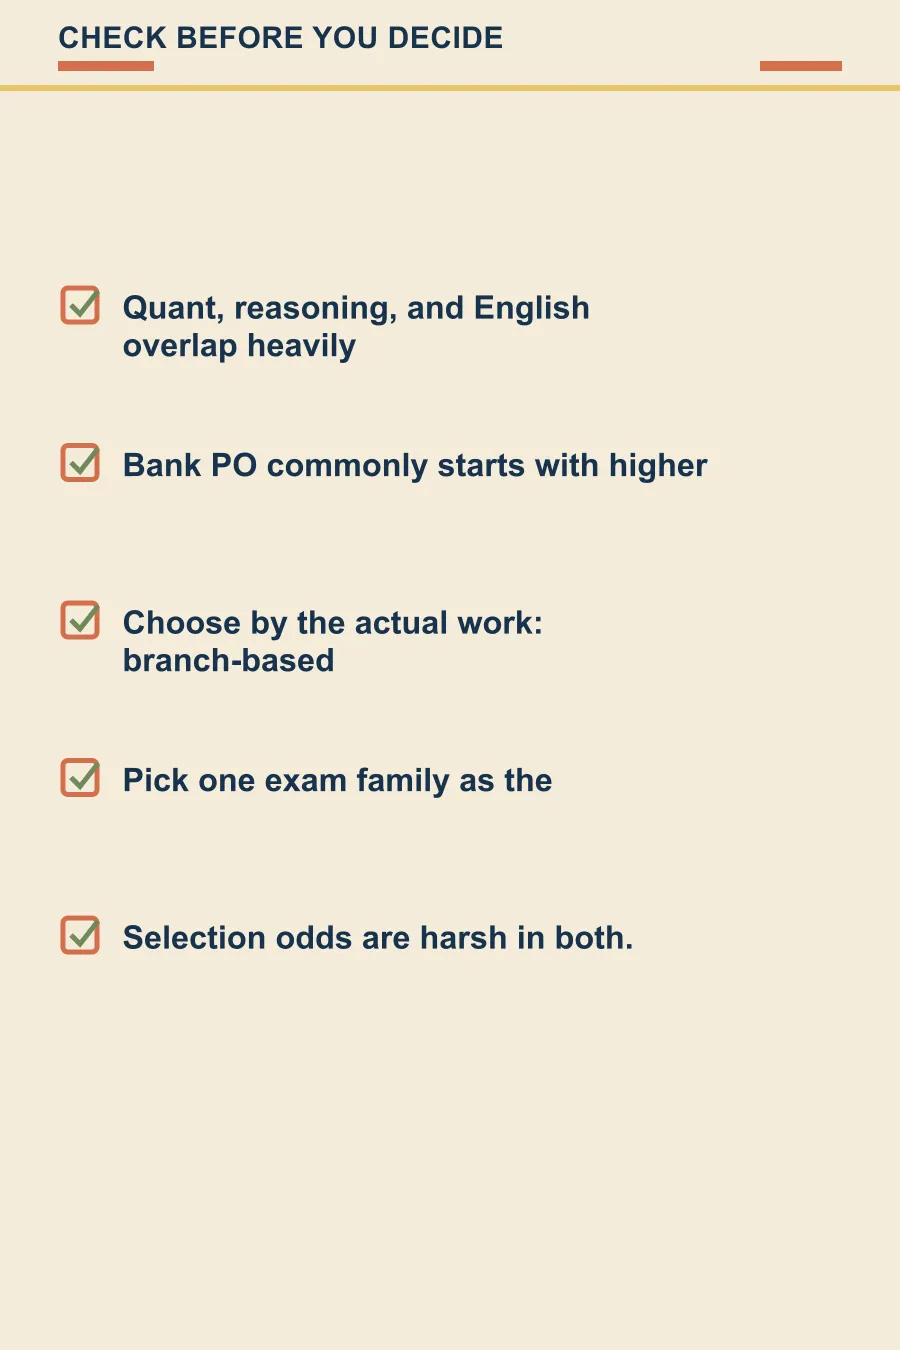 CHECK BEFORE YOU DECIDE
Quant, reasoning, and English
overlap heavily
Bank PO commonly starts with higher
Choose by the actual work:
branch-based
Pick one exam family as the
Selection odds are harsh in both.